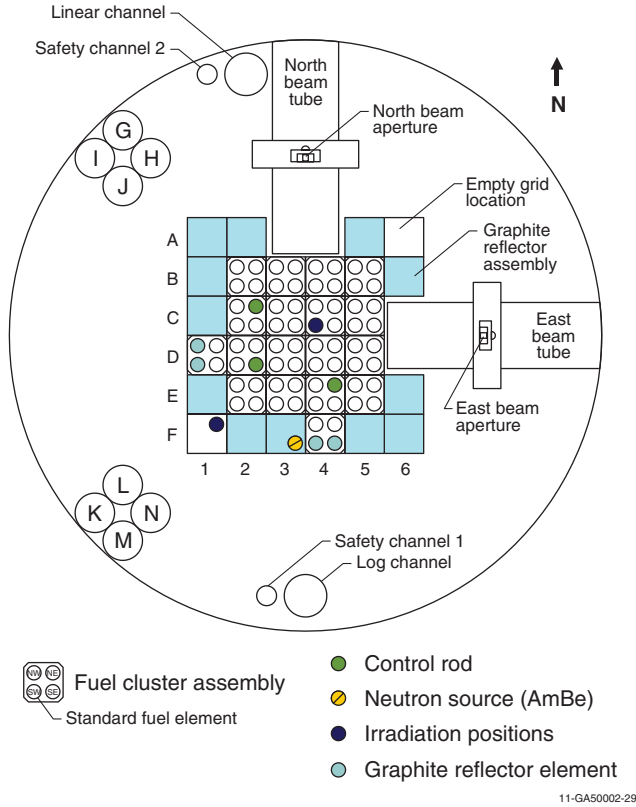 Linear channel
Safety channel 2
North
beam
tube
N
North beam
aperture
G
I
H
J
Empty grid
location
Graphite
reflector
assembly
A
B
C
D
E
F
East
beam
tube
East beam
aperture
1
2
3
4
5
6
L
K
N
M
Safety channel 1
Log channel
NW NE
SW SE
Fuel cluster assembly
Standard fuel element
Control rod
Neutron source (AmBe)
Irradiation positions
Graphite reflector element
11-GA50002-29